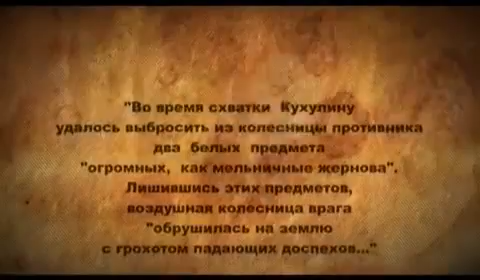 "Во время схватки Кухулину
удалось выбросить из колесницы противника
два белых предмета
"огромных, как мельничные жернова".
Лишившись этих предметов,
воздушная колесница врага
"обрушилась на землю
с грохотом падающих доспехов..."